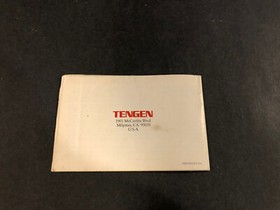 TENGEN
1901 McCarthy Blvd.
Milpitas, CA 95035
U.S.A.